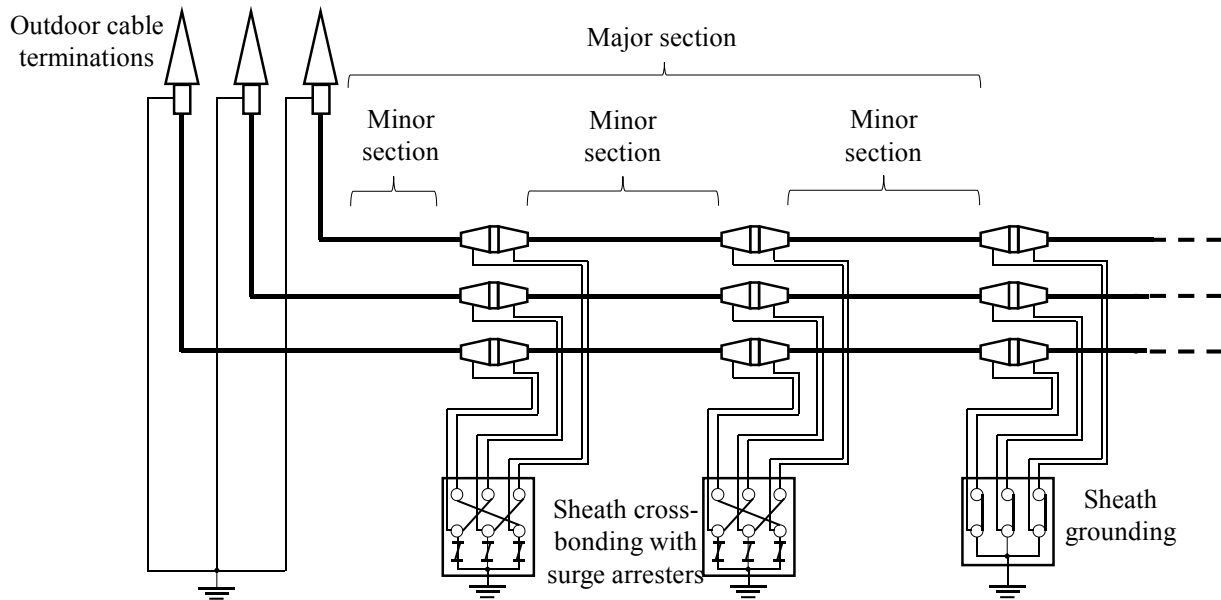 Outdoor cable
terminations
Major section
Minor
section
Minor
section
Minor
section
Sheath cross-
bonding with
surge arresters
Sheath
grounding